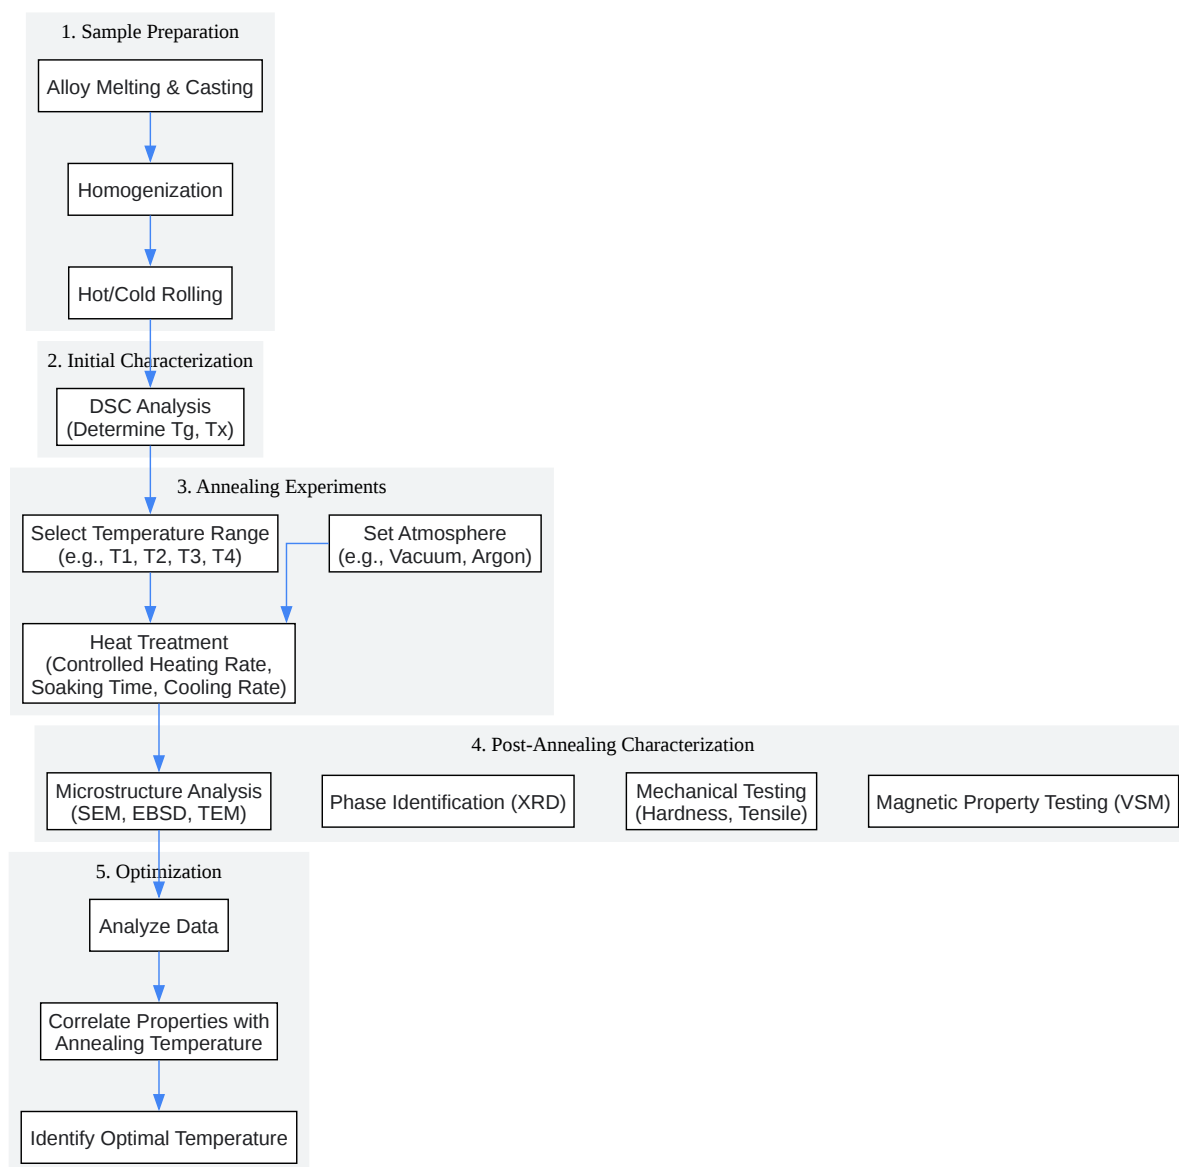 1. Sample Preparation
Alloy Melting & Casting
Homogenization
Hot/Cold Rolling
2. Initial Characterization
DSC Analysis
(Determine Tg, Tx)
3. Annealing Experiments
Select Temperature Range
(e.g., T1, T2, T3, T4)
Set Atmosphere
(e.g., Vacuum, Argon)
Heat Treatment
(Controlled Heating Rate,
Soaking Time, Cooling Rate)
4. Post-Annealing Characterization
Microstructure Analysis
(SEM, EBSD, TEM)
Phase Identification (XRD)
Mechanical Testing
(Hardness, Tensile)
Magnetic Property Testing (VSM)
5. Optimization
Analyze Data
Correlate Properties with
Annealing Temperature
Identify Optimal Temperature